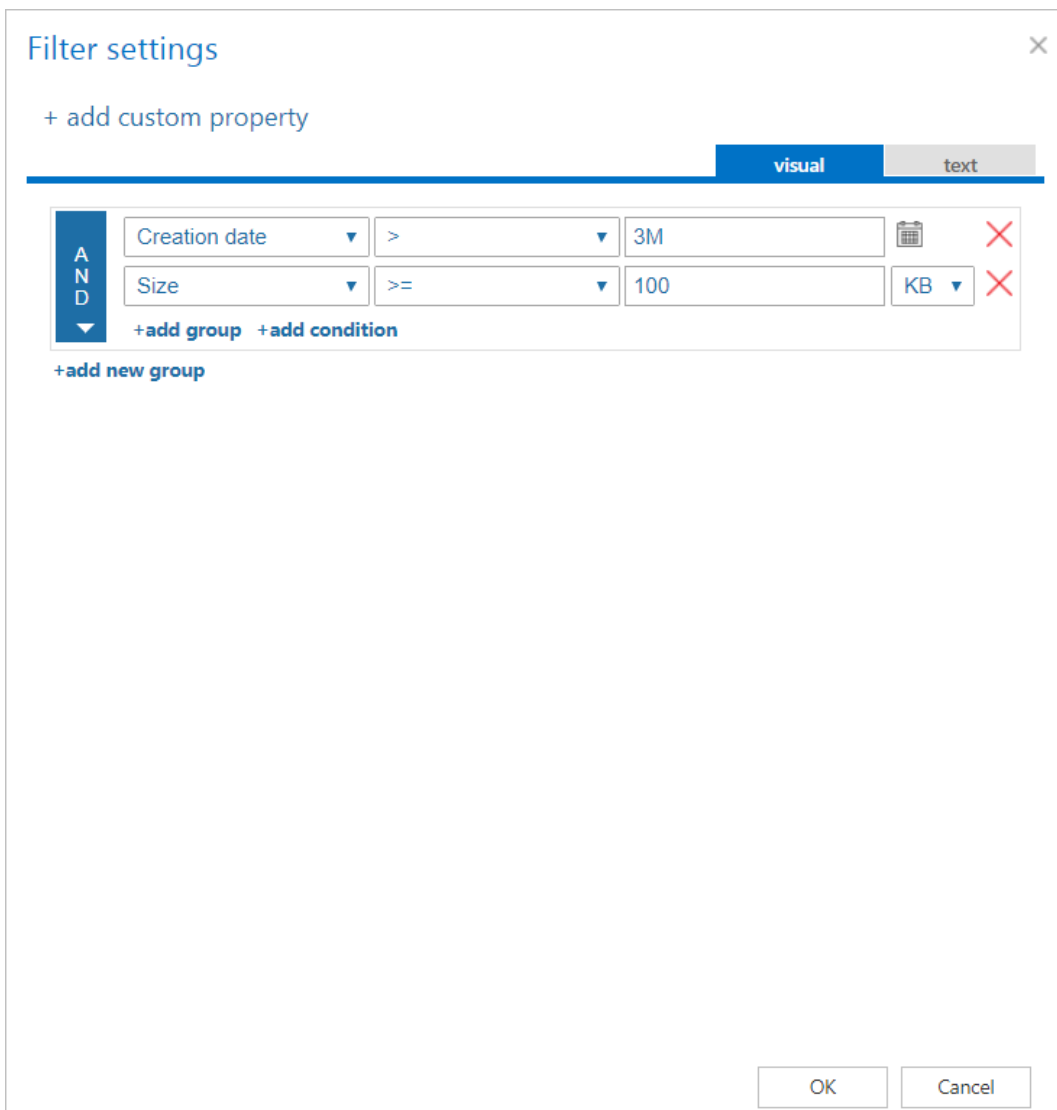 Filter settings
+ add custom property
visual text
AND
Creation date > 3M
Size >= 100 KB
+add group +add condition
+add new group
OK Cancel